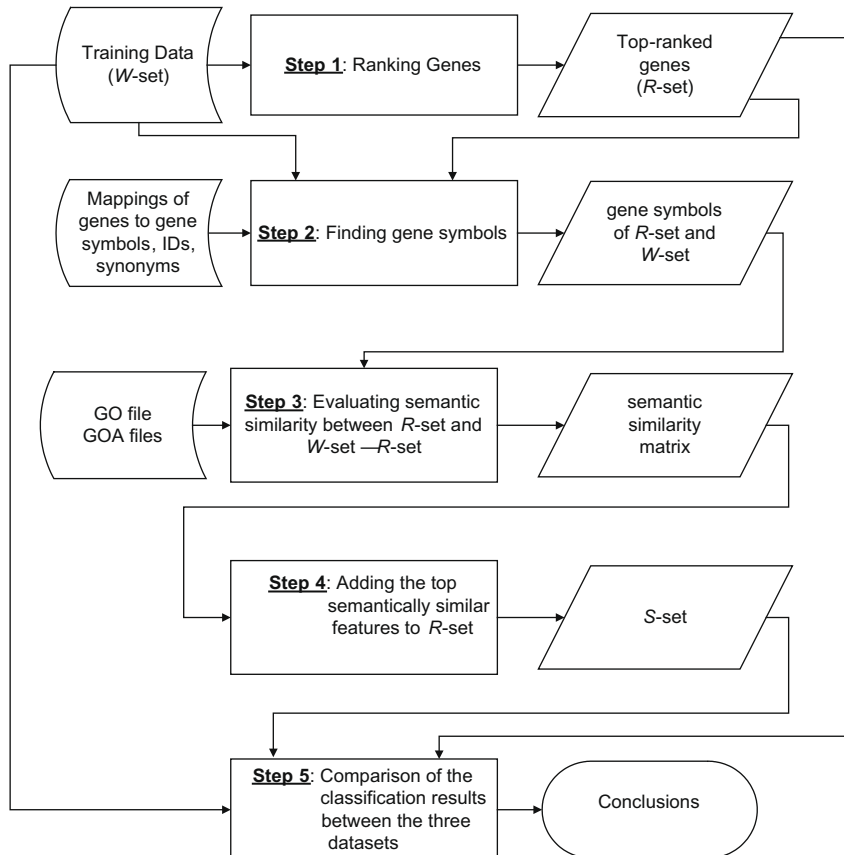 Training Data
(W-set)
Step 1: Ranking Genes
Top-ranked
genes
(R-set)
Mappings of
genes to gene
symbols, IDs,
synonyms
Step 2: Finding gene symbols
gene symbols
of R-set and
W-set
GO file
GOA files
Step 3: Evaluating semantic
similarity between R-set and
W-set —R-set
semantic
similarity
matrix
Step 4: Adding the top
semantically similar
features to R-set
S-set
Step 5: Comparison of the
classification results
between the three
datasets
Conclusions